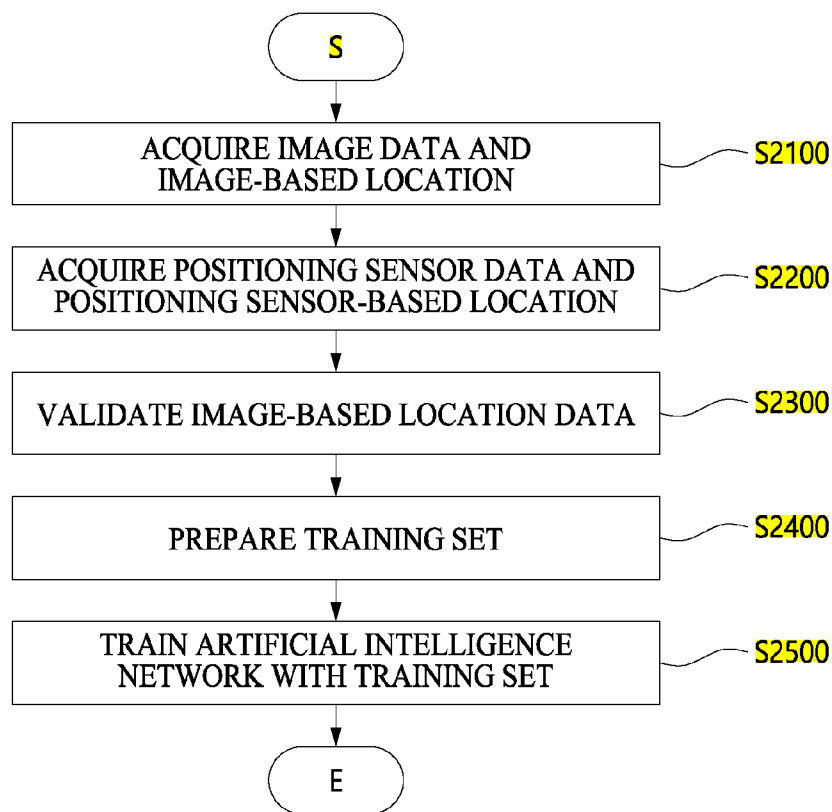 S
ACQUIRE IMAGE DATA AND
IMAGE-BASED LOCATION
S2100
ACQUIRE POSITIONING SENSOR DATA AND
POSITIONING SENSOR-BASED LOCATION
S2200
VALIDATE IMAGE-BASED LOCATION DATA
S2300
PREPARE TRAINING SET
S2400
TRAIN ARTIFICIAL INTELLIGENCE
NETWORK WITH TRAINING SET
S2500
E